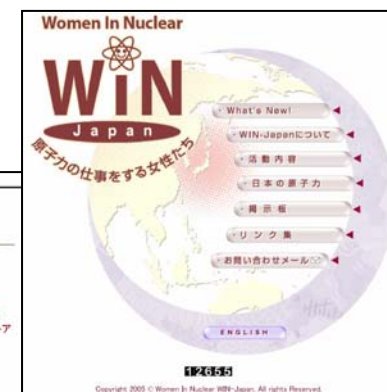 Women In Nuclear
WiN
Japan
原子力の仕事をする女性たち
What's New!
WIN-Japanについて
活動内容
日本の原子力
掲示板
リンク集
お問い合わせメール
ENGLISH
12655
Copyright 2005 © Women In Nuclear WIN-Japan. All rights Reserved.
ア